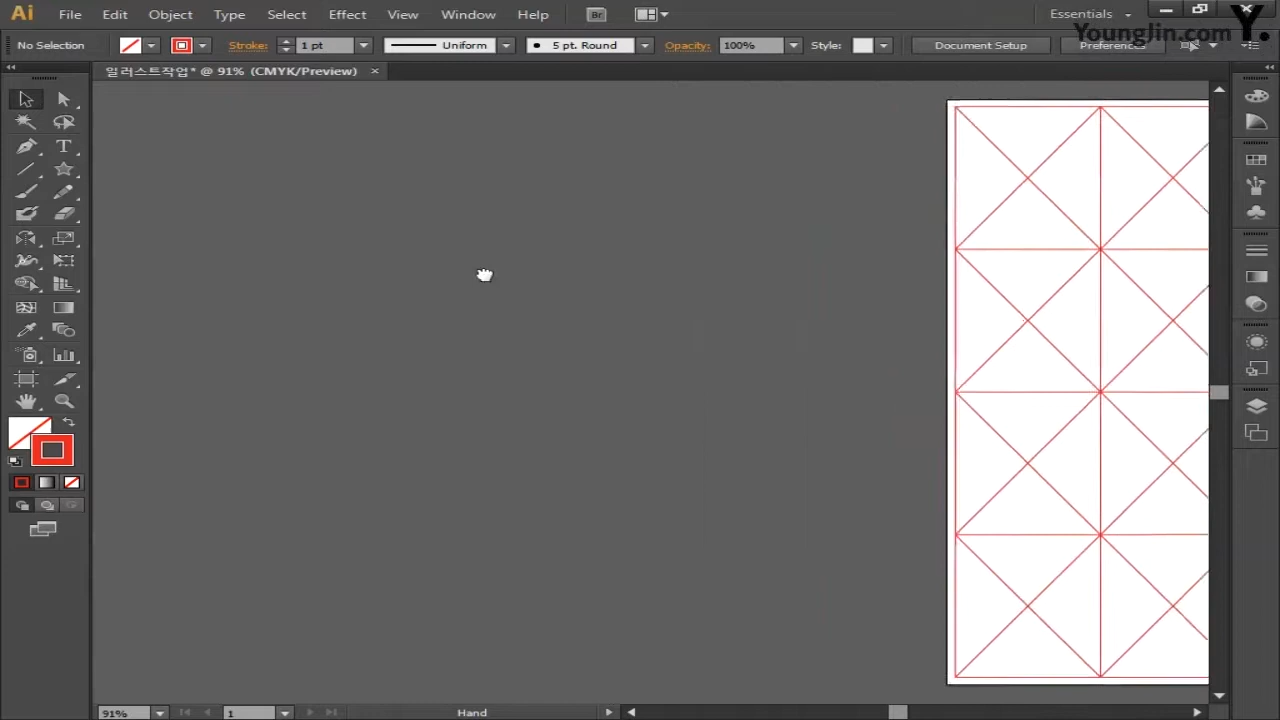 Ai File Edit Object Type Select Effect View Window Help Br Essentials
YoungJin.com Y.
No Selection Stroke: 1 pt Uniform 5 pt. Round Opacity: 100% Style: Document Setup Preferences
일러스트작업* @ 91% (CMYK/Preview) ×
T
91% 1 Hand